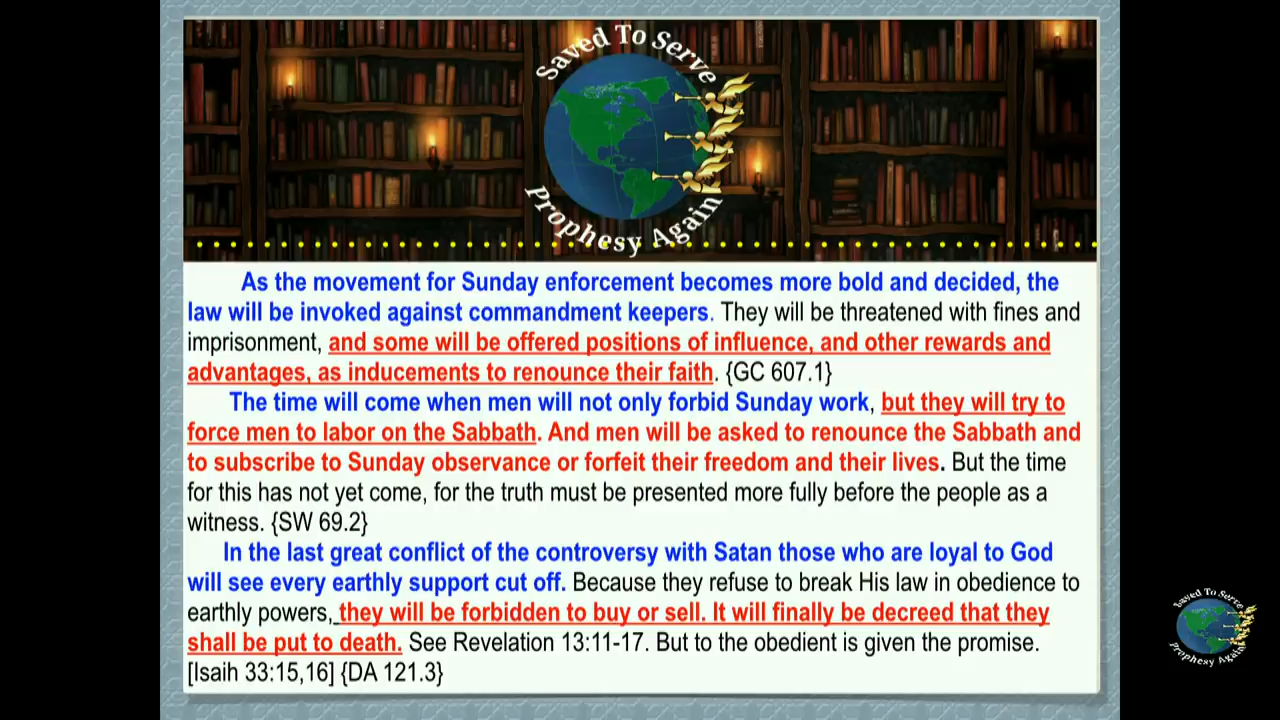 Saved To Serve
Prophesy Again
As the movement for Sunday enforcement becomes more bold and decided, the
law will be invoked against commandment keepers. They will be threatened with fines and
imprisonment, and some will be offered positions of influence, and other rewards and
advantages, as inducements to renounce their faith. {GC 607.1}
The time will come when men will not only forbid Sunday work, but they will try to
force men to labor on the Sabbath. And men will be asked to renounce the Sabbath and
to subscribe to Sunday observance or forfeit their freedom and their lives. But the time
for this has not yet come, for the truth must be presented more fully before the people as a
witness. {SW 69.2}
In the last great conflict of the controversy with Satan those who are loyal to God
will see every earthly support cut off. Because they refuse to break His law in obedience to
earthly powers, they will be forbidden to buy or sell. It will finally be decreed that they
shall be put to death. See Revelation 13:11-17. But to the obedient is given the promise.
[Isaih 33:15,16] {DA 121.3}
Saved To Serve
Prophesy Again